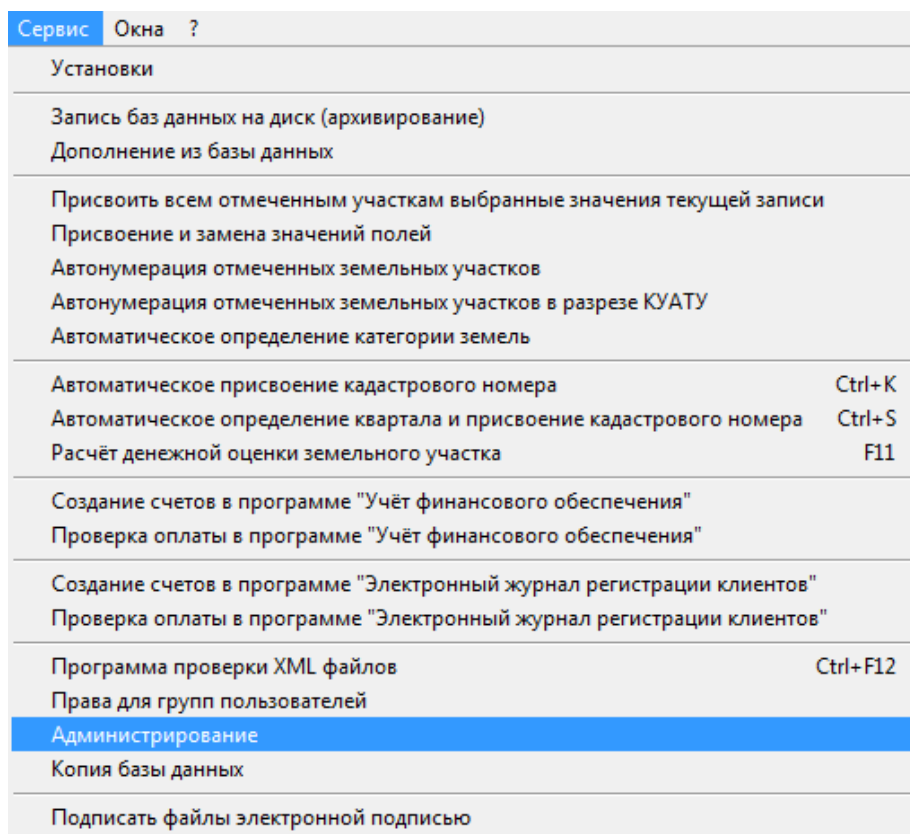 Сервис Окна ?
Установки
Запись баз данных на диск (архивирование)
Дополнение из базы данных
Присвоить всем отмеченным участкам выбранные значения текущей записи
Присвоение и замена значений полей
Автонумерация отмеченных земельных участков
Автонумерация отмеченных земельных участков в разрезе КУАТУ
Автоматическое определение категории земель
Автоматическое присвоение кадастрового номера Ctrl+K
Автоматическое определение квартала и присвоение кадастрового номера Ctrl+S
Расчёт денежной оценки земельного участка F11
Создание счетов в программе "Учёт финансового обеспечения"
Проверка оплаты в программе "Учёт финансового обеспечения"
Создание счетов в программе "Электронный журнал регистрации клиентов"
Проверка оплаты в программе "Электронный журнал регистрации клиентов"
Программа проверки XML файлов Ctrl+F12
Права для групп пользователей
Администрирование
Копия базы данных
Подписать файлы электронной подписью